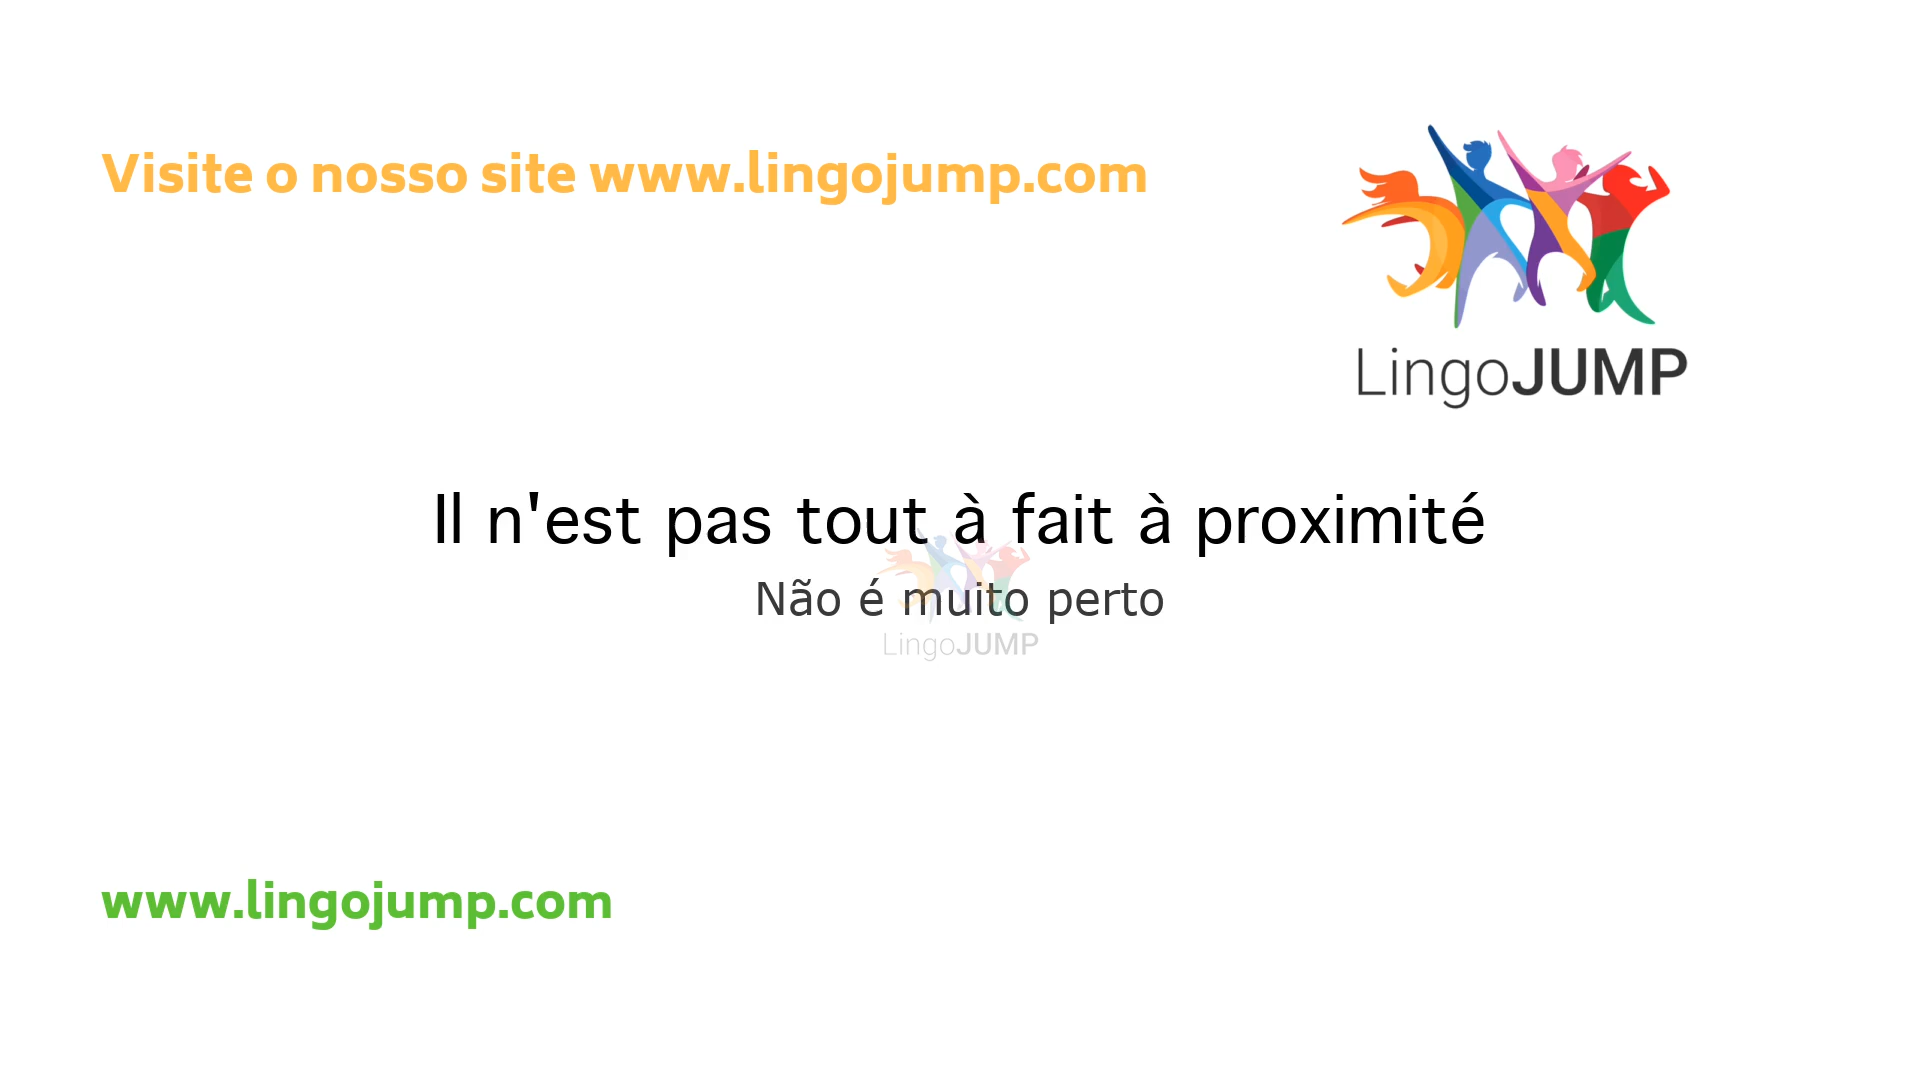 Visite o nosso site www.lingojump.com
LingoJUMP
Il n'est pas tout à fait à proximité
Não é muito perto
LingoJUMP
www.lingojump.com